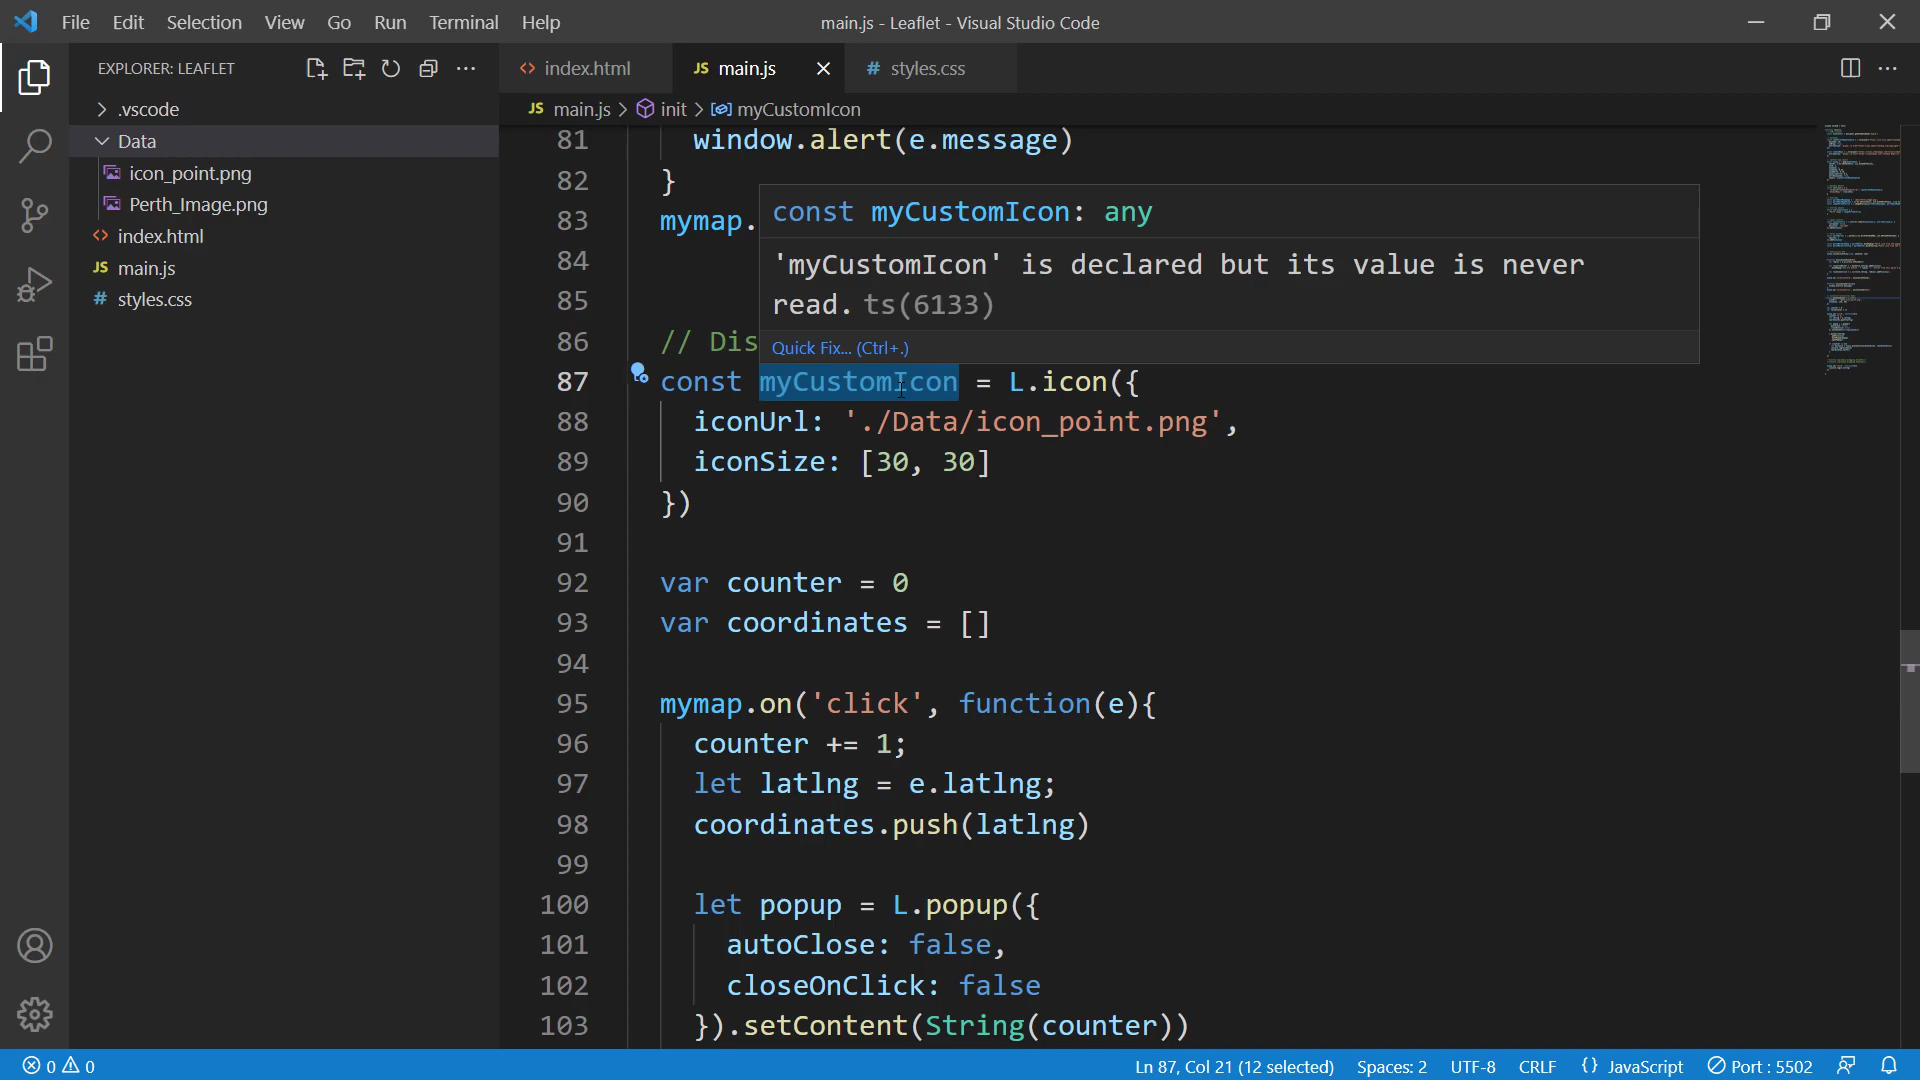 File Edit Selection View Go Run Terminal Help
main.js - Leaflet - Visual Studio Code
EXPLORER: LEAFLET
.vscode
Data
icon_point.png
Perth_Image.png
index.html
JS main.js
# styles.css
index.html
JS main.js
# styles.css
JS main.js > init > myCustomIcon
81 window.alert(e.message)
82 }
83 mymap.
84
85
86 // Dis
87 const myCustomIcon = L.icon({
88 iconUrl: './Data/icon_point.png',
89 iconSize: [30, 30]
90 })
91
92 var counter = 0
93 var coordinates = []
94
95 mymap.on('click', function(e){
96 counter += 1;
97 let latlng = e.latlng;
98 coordinates.push(latlng)
99
100 let popup = L.popup({
101 autoClose: false,
102 closeOnClick: false
103 }).setContent(String(counter))
const myCustomIcon: any
'myCustomIcon' is declared but its value is never
read. ts(6133)
Quick Fix... (Ctrl+.)
0 0
Ln 87, Col 21 (12 selected) Spaces: 2 UTF-8 CRLF {} JavaScript Port : 5502